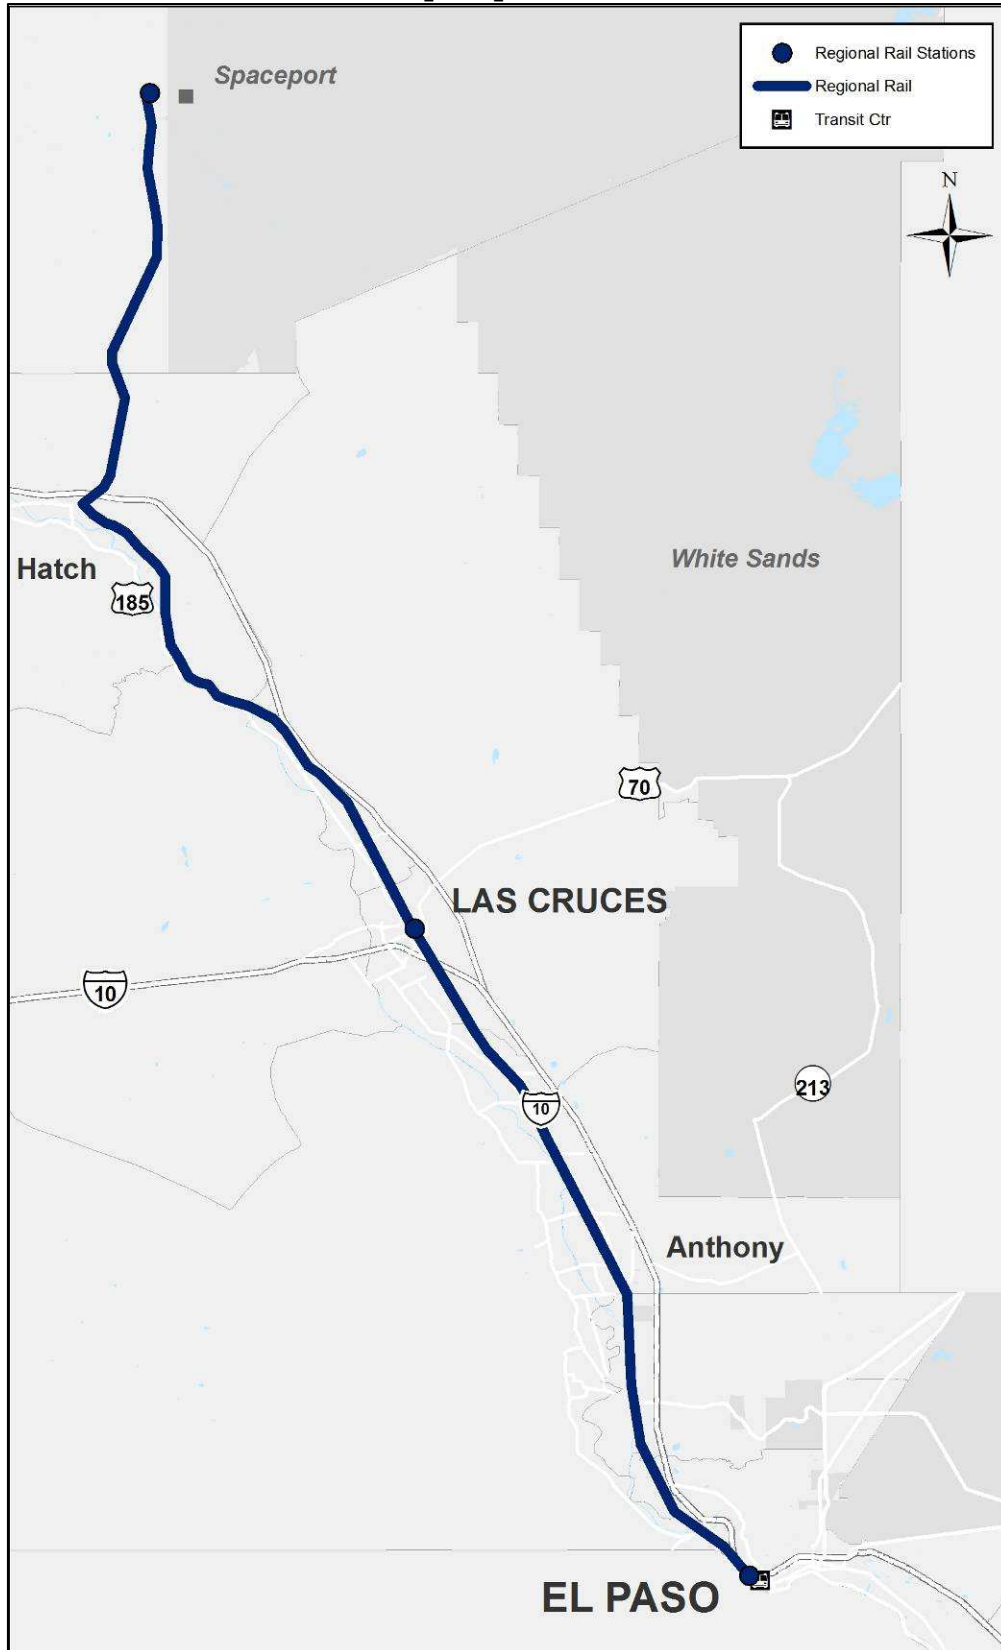 Regional Rail Stations
Regional Rail
Transit Ctr
Spaceport
N
Hatch
185
White Sands
70
LAS CRUCES
10
10
213
Anthony
EL PASO